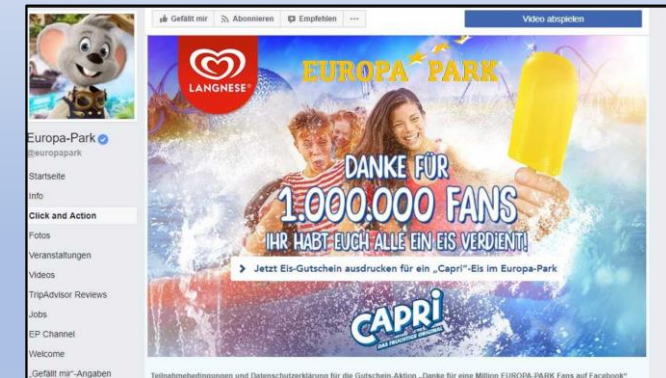 Gefällt mir Abonnieren Empfehlen ... Video abspielen
LANGNESE
EUROPA PARK
Europa-Park
@europapark
Startseite
Info
Click and Action
Fotos
Veranstaltungen
Videos
TripAdvisor Reviews
Jobs
EP Channel
Welcome
„Gefällt mir"-Angaben
DANKE FÜR
1.000.000 FANS
IHR HABT EUCH ALLE EIN EIS VERDIENT!
> Jetzt Eis-Gutschein ausdrucken für ein „Capri"-Eis im Europa-Park
CAPRI
DAS FRUCHTIGE ORIGINAL
Teilnahmebedingungen und Datenschutzerklärung für die Gutschein-Aktion „Danke für eine Million EUROPA-PARK Fans auf Facebook"